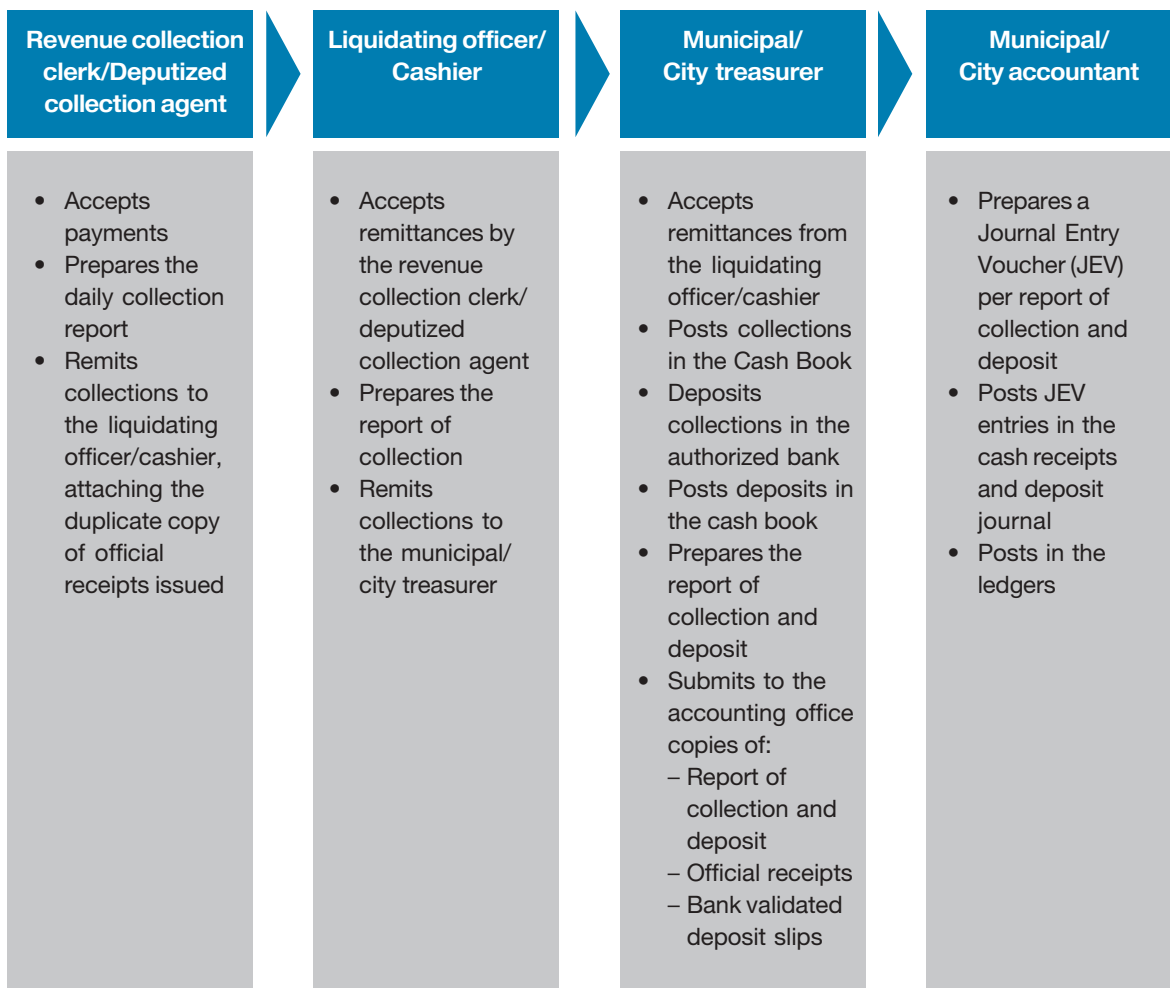 Revenue collection
clerk/Deputized
collection agent
• Accepts
payments
• Prepares the
daily collection
report
• Remits
collections to
the liquidating
officer/cashier,
attaching the
duplicate copy
of official
receipts issued
Liquidating officer/
Cashier
• Accepts
remittances by
the revenue
collection clerk/
deputized
collection agent
• Prepares the
report of
collection
• Remits
collections to
the municipal/
city treasurer
Municipal/
City treasurer
• Accepts
remittances from
the liquidating
officer/cashier
• Posts collections
in the Cash Book
• Deposits
collections in the
authorized bank
• Posts deposits in
the cash book
• Prepares the
report of
collection and
deposit
• Submits to the
accounting office
copies of:
– Report of
collection and
deposit
– Official receipts
– Bank validated
deposit slips
Municipal/
City accountant
• Prepares a
Journal Entry
Voucher (JEV)
per report of
collection and
deposit
• Posts JEV
entries in the
cash receipts
and deposit
journal
• Posts in the
ledgers